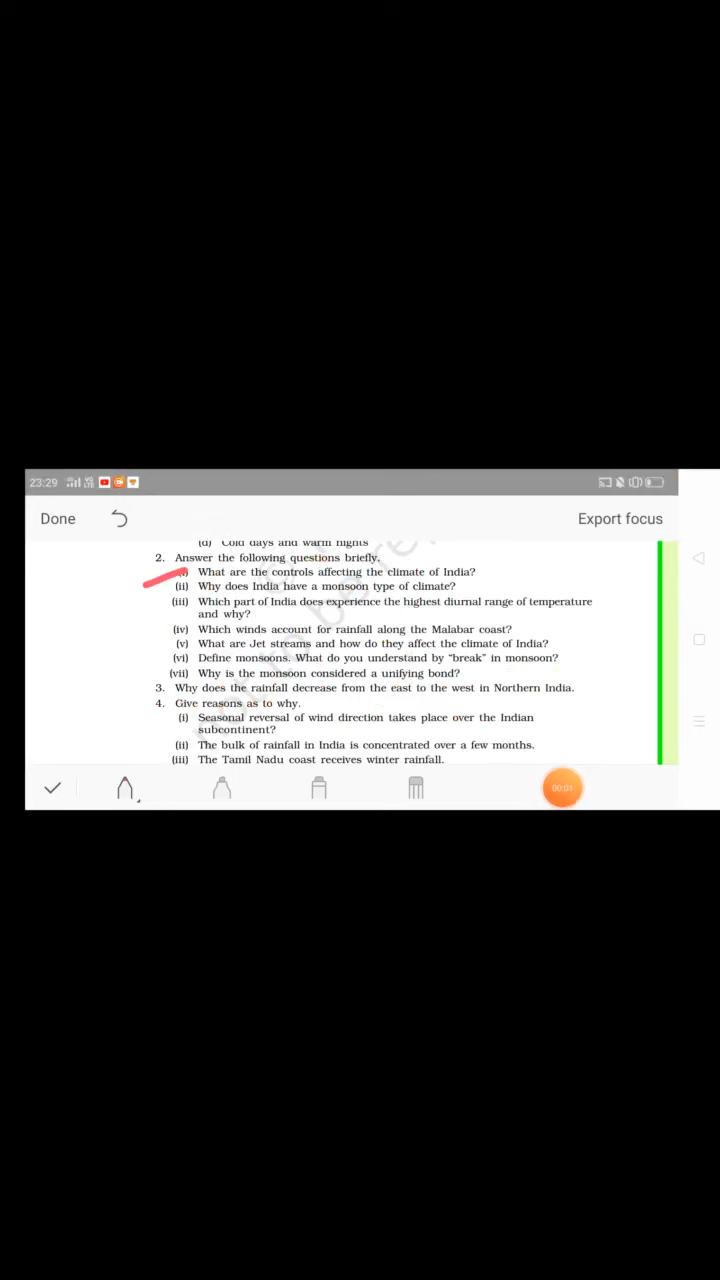 23:29
Done
Export focus
(d) Cold days and warm nights
2. Answer the following questions briefly.
(i) What are the controls affecting the climate of India?
(ii) Why does India have a monsoon type of climate?
(iii) Which part of India does experience the highest diurnal range of temperature
and why?
(iv) Which winds account for rainfall along the Malabar coast?
(v) What are Jet streams and how do they affect the climate of India?
(vi) Define monsoons. What do you understand by "break" in monsoon?
(vii) Why is the monsoon considered a unifying bond?
3. Why does the rainfall decrease from the east to the west in Northern India.
4. Give reasons as to why.
(i) Seasonal reversal of wind direction takes place over the Indian
subcontinent?
(ii) The bulk of rainfall in India is concentrated over a few months.
(iii) The Tamil Nadu coast receives winter rainfall.
00:01
not to be re